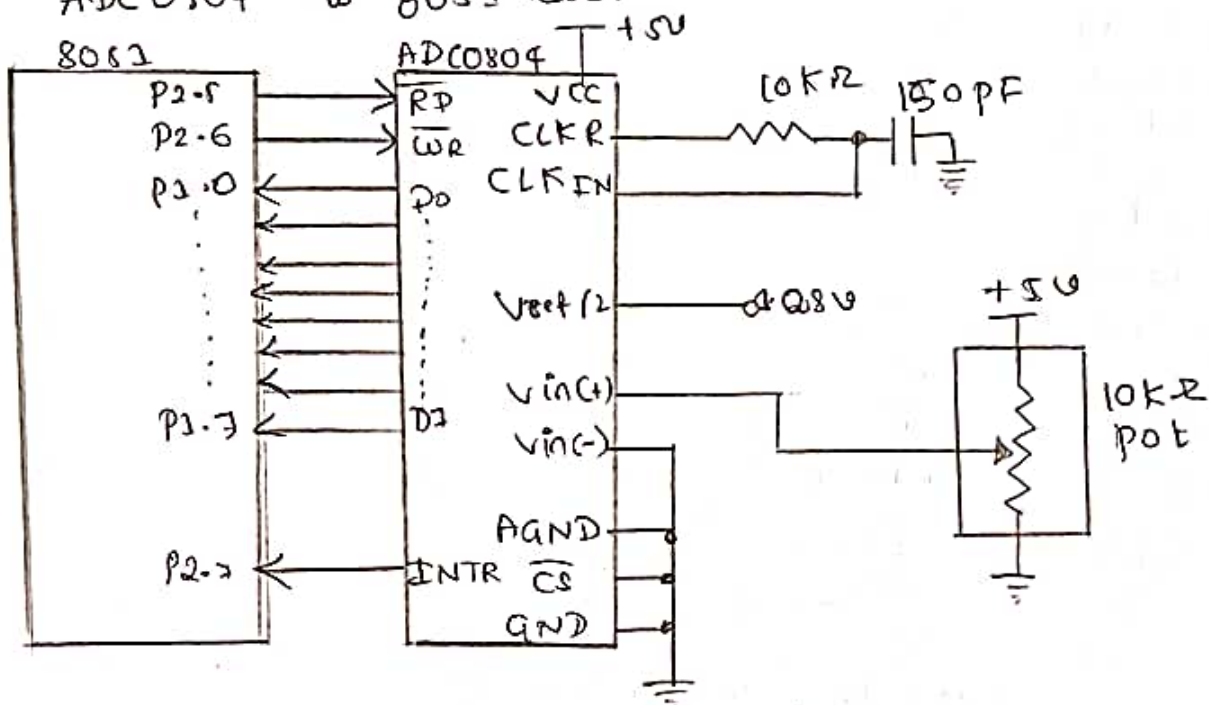 ADC0804
8051
ADC0804
+5V
P2.5
RD
VCC
10KΩ
150pF
P2.6
WR
CLKR
P1.0
D0
CLKIN
Vref/2
+5V
Vin(+)
10KΩ
pot
P1.7
D7
Vin(-)
AGND
P2.7
INTR
CS
GND